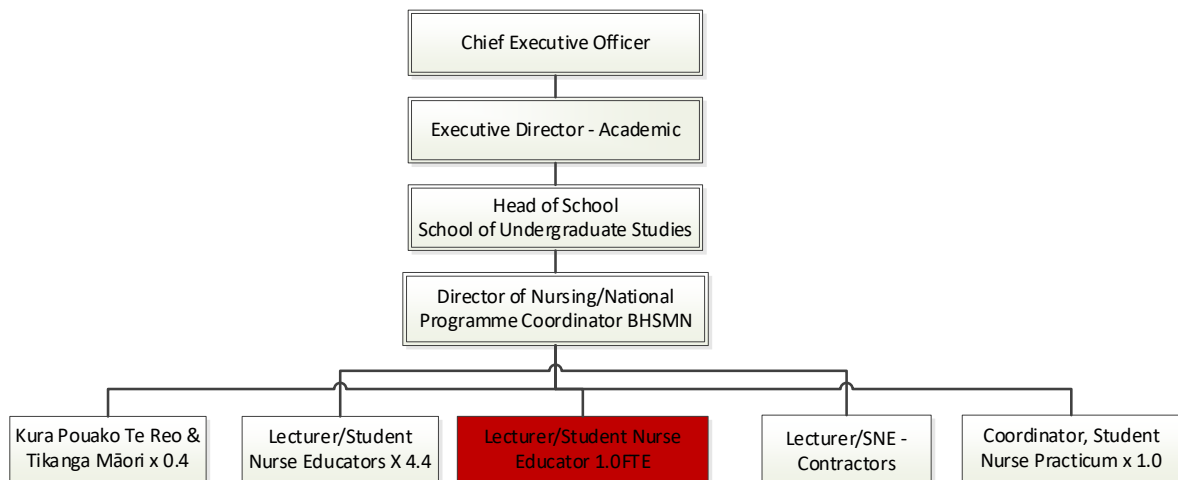 Chief Executive Officer
Executive Director - Academic
Head of School
School of Undergraduate Studies
Director of Nursing/National
Programme Coordinator BHSMN
Kura Pouako Te Reo &
Tikanga Māori x 0.4
Lecturer/Student
Nurse Educators X 4.4
Lecturer/Student Nurse
Educator 1.0FTE
Lecturer/SNE -
Contractors
Coordinator, Student
Nurse Practicum x 1.0